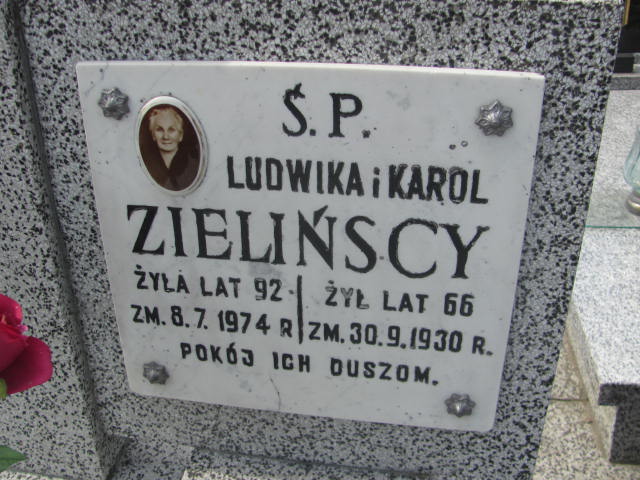 Ś.P.
LUDWIKA i KAROL
ZIELIŃSCY
ŻYŁA LAT 92 ŻYŁ LAT 66
ZM. 8.7. 1974 R ZM. 30.9.1930 R.
POKÓJ ICH DUSZOM.